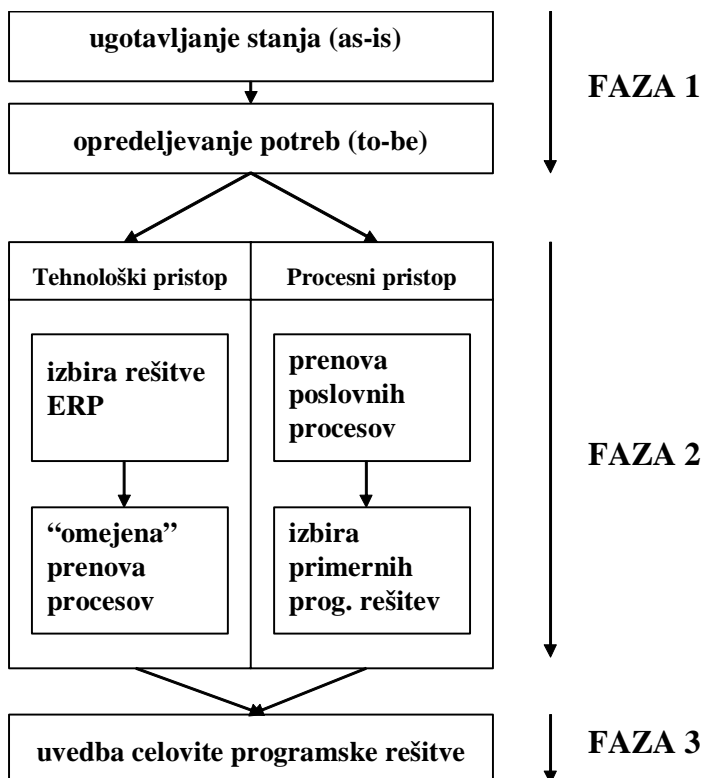 ugotavljanje stanja (as-is)
FAZA 1
opredeljevanje potreb (to-be)
Tehnološki pristop
Procesni pristop
izbira rešitve
ERP
prenova
poslovnih
procesov
FAZA 2
“omejena”
prenova
procesov
izbira
primernih
prog. rešitev
uvedba celovite programske rešitve
FAZA 3